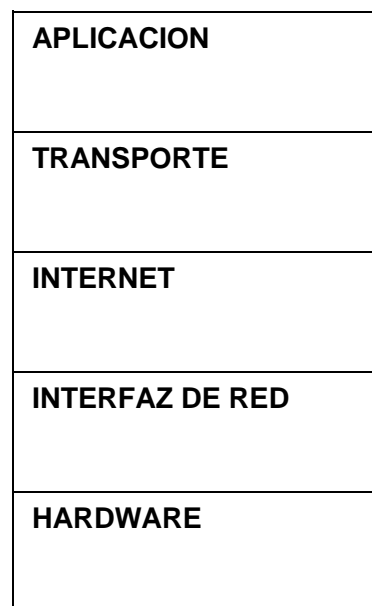 APLICACION
TRANSPORTE
INTERNET
INTERFAZ DE RED
HARDWARE